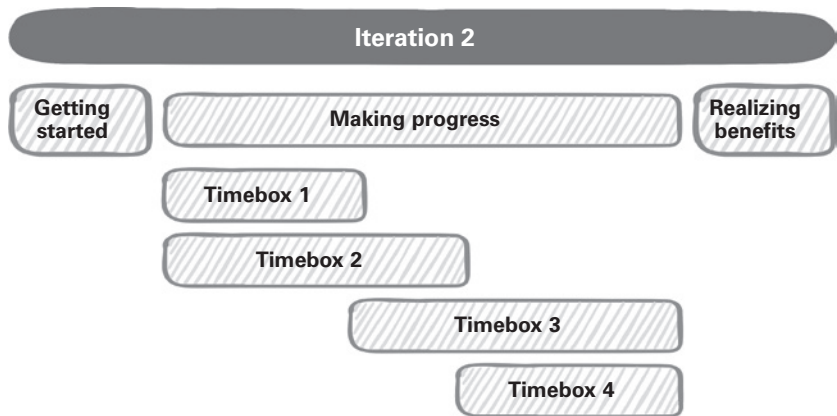 Iteration 2
Getting
started
Making progress
Realizing
benefits
Timebox 1
Timebox 2
Timebox 3
Timebox 4